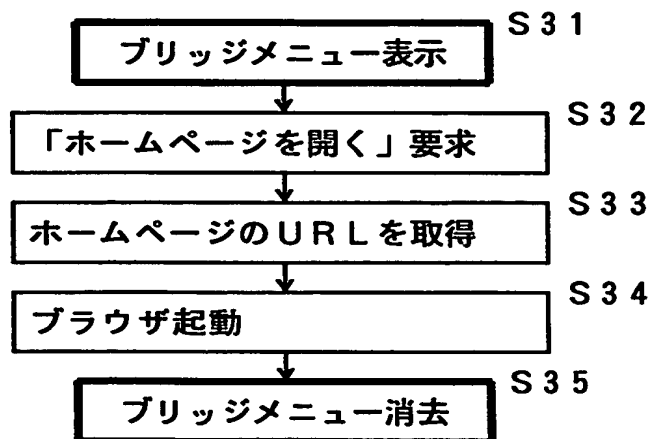 S31
ブリッジメニュー表示
S32
「ホームページを開く」要求
S33
ホームページのURLを取得
S34
ブラウザ起動
S35
ブリッジメニュー消去